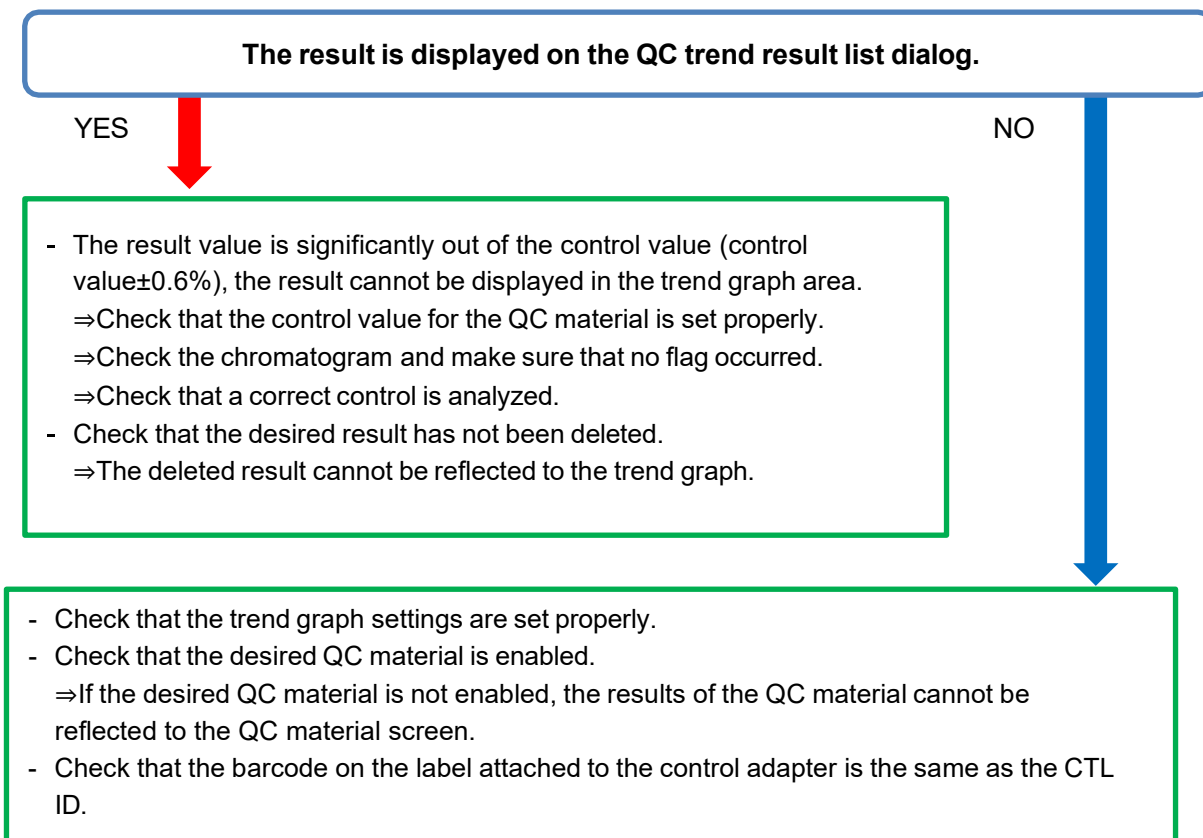 The result is displayed on the QC trend result list dialog.
YES
NO
- The result value is significantly out of the control value (control
value±0.6%), the result cannot be displayed in the trend graph area.
⇒Check that the control value for the QC material is set properly.
⇒Check the chromatogram and make sure that no flag occurred.
⇒Check that a correct control is analyzed.
- Check that the desired result has not been deleted.
⇒The deleted result cannot be reflected to the trend graph.
- Check that the trend graph settings are set properly.
- Check that the desired QC material is enabled.
⇒If the desired QC material is not enabled, the results of the QC material cannot be
reflected to the QC material screen.
- Check that the barcode on the label attached to the control adapter is the same as the CTL
ID.